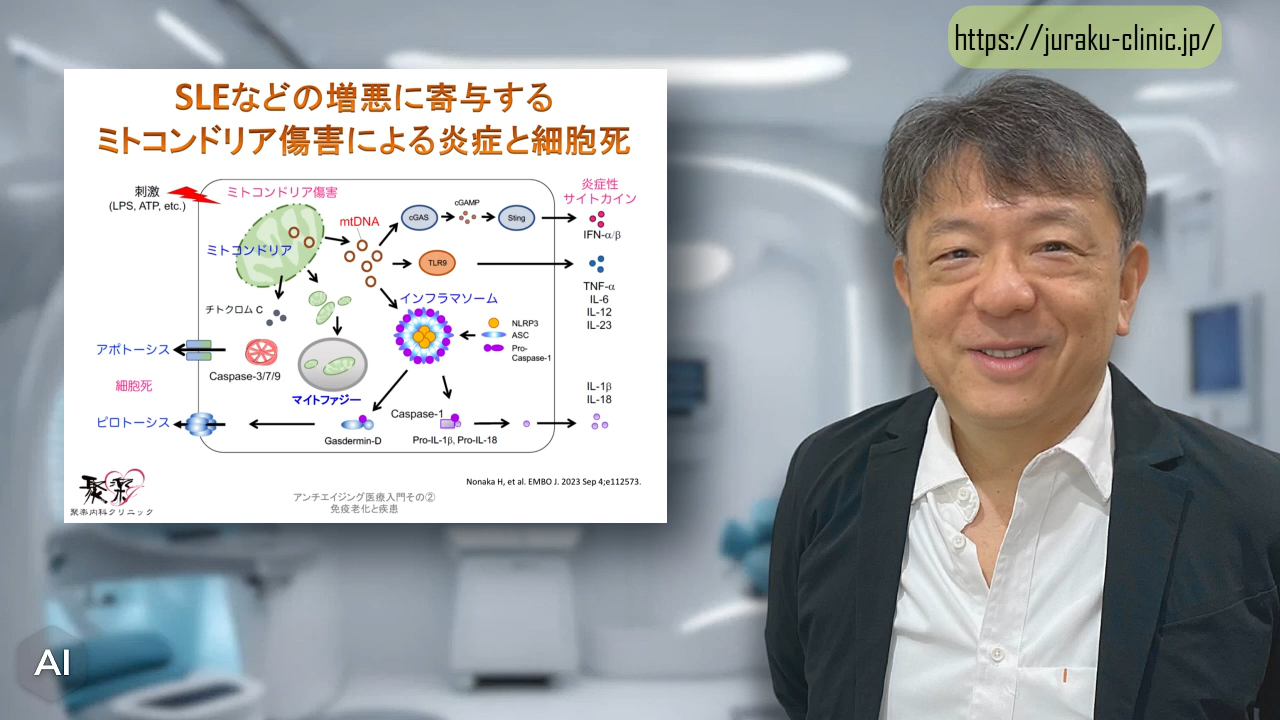 https://juraku-clinic.jp/
SLEなどの増悪に寄与する
ミトコンドリア傷害による炎症と細胞死
刺激
(LPS, ATP, etc.)
ミトコンドリア傷害
ミトコンドリア
mtDNA
cGAS
cGAMP
Sting
炎症性
サイトカイン
IFN-α/β
TLR9
TNF-α
IL-6
IL-12
IL-23
チトクロム C
インフラマソーム
NLRP3
ASC
Pro-
Caspase-1
アポトーシス
Caspase-3/7/9
細胞死
マイトファジー
ピロトーシス
Gasdermin-D
Caspase-1
Pro-IL-1β, Pro-IL-18
IL-1β
IL-18
Nonaka H, et al. EMBO J. 2023 Sep 4;e112573.
アンチエイジング医療入門その②
免疫老化と疾患
聚楽
聚楽内科クリニック
AI